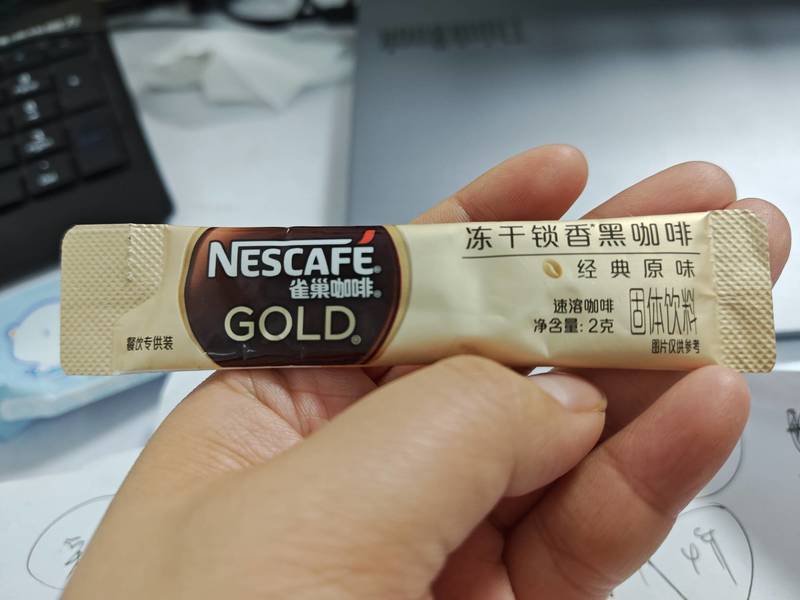 NESCAFÉ®
雀巢咖啡®
GOLD®
餐饮专供装
冻干锁香*黑咖啡
经典原味
速溶咖啡
净含量: 2克
固体饮料
图片仅供参考